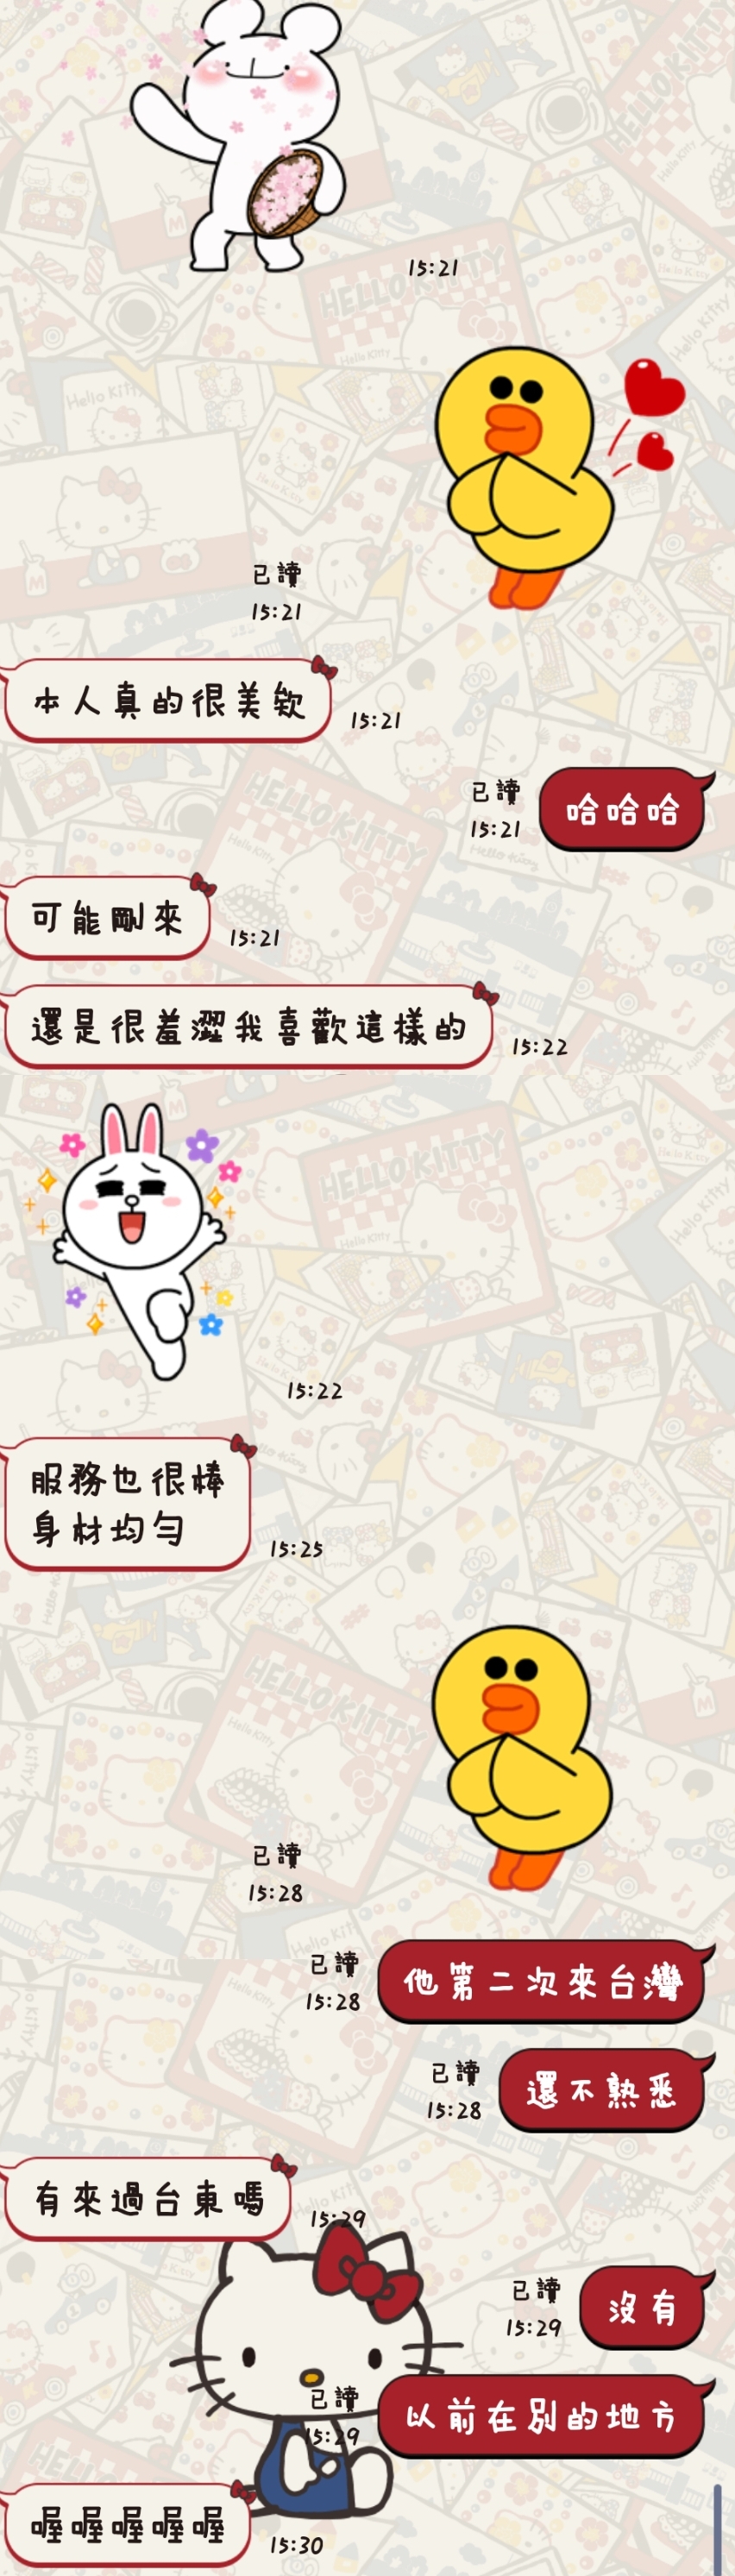 15:21
已讀
15:21
本人真的很美欸
15:21
已讀
15:21
哈哈哈
可能剛來
15:21
還是很羞澀我喜歡這樣的
15:22
15:22
服務也很棒
身材均勻
15:25
已讀
15:28
已讀
15:28
他第二次來台灣
已讀
15:28
還不熟悉
有來過台東嗎
15:29
已讀
15:29
沒有
已讀
15:29
以前在別的地方
喔喔喔喔喔
15:30